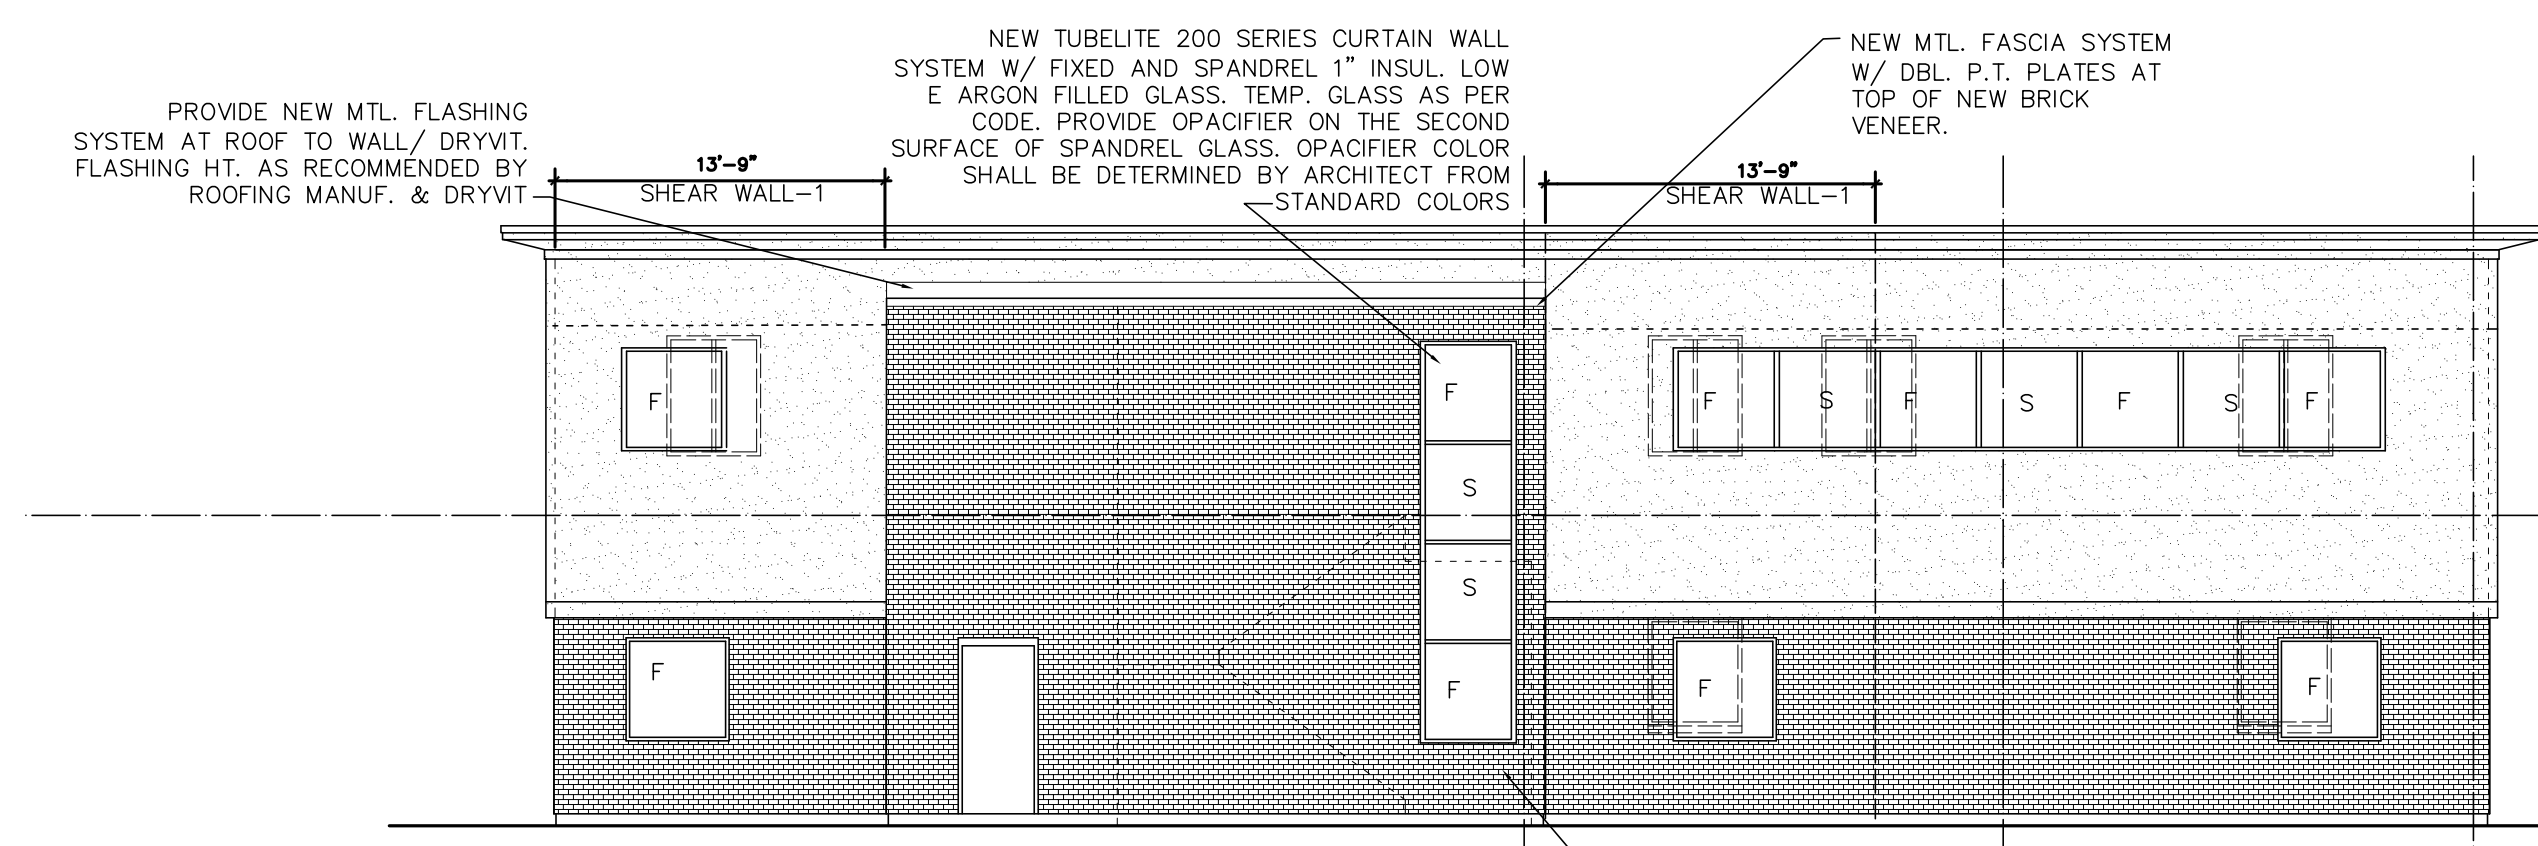 NEW TUBELITE 200 SERIES CURTAIN WALL
SYSTEM W/ FIXED AND SPANDREL 1” INSUL. LOW
E ARGON FILLED GLASS. TEMP. GLASS AS PER
CODE. PROVIDE OPACIFIER ON THE SECOND
SURFACE OF SPANDREL GLASS. OPACIFIER COLOR
SHALL BE DETERMINED BY ARCHITECT FROM
STANDARD COLORS
NEW MTL. FASCIA SYSTEM
W/ DBL. P.T. PLATES AT
TOP OF NEW BRICK
VENEER.
PROVIDE NEW MTL. FLASHING
SYSTEM AT ROOF TO WALL/ DRYVIT.
FLASHING HT. AS RECOMMENDED BY
ROOFING MANUF. & DRYVIT
13'-9"
SHEAR WALL-1
13'-9"
SHEAR WALL-1
F
F
S
S
F
F
S
F
S
F
S
F
F
F
F